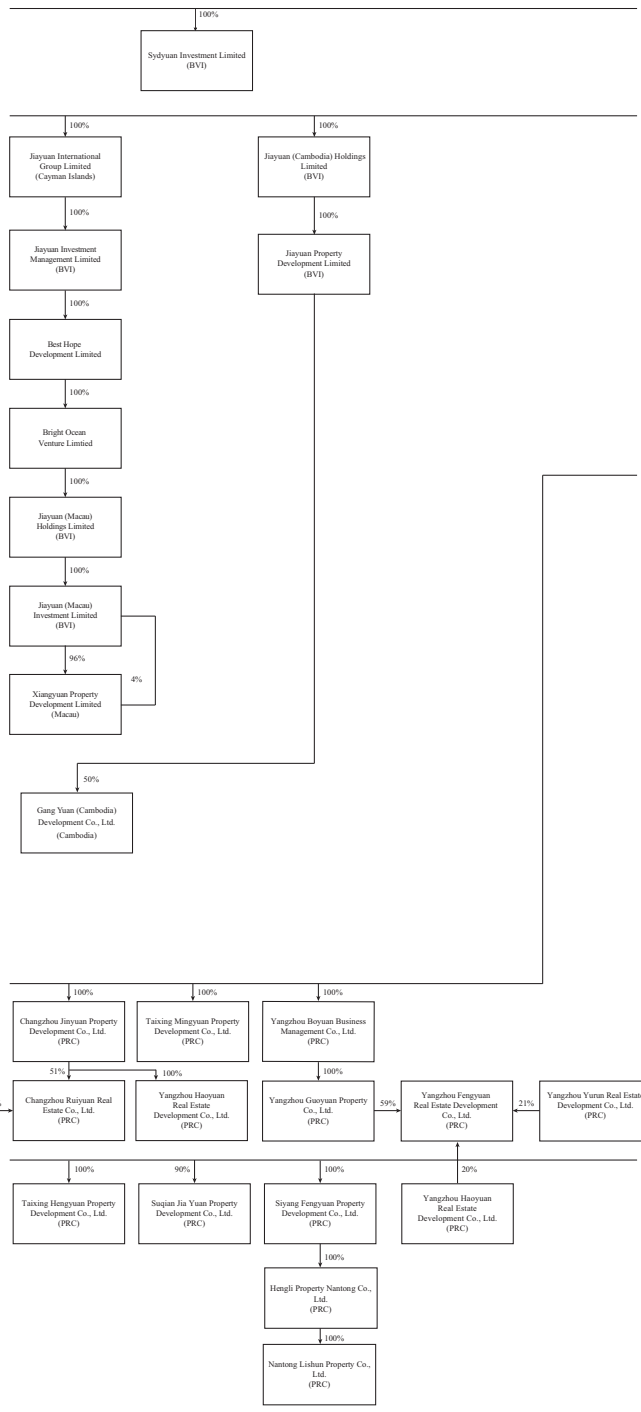 100%
Sydyuan Investment Limited
(BVI)
100%
100%
Jiayuan International
Group Limited
(Cayman Islands)
Jiayuan (Cambodia) Holdings
Limited
(BVI)
100%
100%
Jiayuan Investment
Management Limited
(BVI)
Jiayuan Property
Development Limited
(BVI)
100%
Best Hope
Development Limited
100%
Bright Ocean
Venture Limtied
100%
Jiayuan (Macau)
Holdings Limited
(BVI)
100%
Jiayuan (Macau)
Investment Limited
(BVI)
96%
4%
Xiangyuan Property
Development Limited
(Macau)
50%
Gang Yuan (Cambodia)
Development Co., Ltd.
(Cambodia)
100%
100%
100%
Changzhou Jinyuan Property
Development Co., Ltd.
(PRC)
Taixing Mingyuan Property
Development Co., Ltd.
(PRC)
Yangzhou Boyuan Business
Management Co., Ltd.
(PRC)
51%
100%
100%
%
Changzhou Ruiyuan Real
Estate Co., Ltd.
(PRC)
Yangzhou Haoyuan
Real Estate
Development Co., Ltd.
(PRC)
Yangzhou Guoyuan Property
Co., Ltd.
(PRC)
59%
Yangzhou Fengyuan
Real Estate Development
Co., Ltd.
(PRC)
21%
Yangzhou Yurun Real Estate
Development Co., Ltd.
(PRC)
100%
90%
100%
20%
Taixing Hengyuan Property
Development Co., Ltd.
(PRC)
Suqian Jia Yuan Property
Development Co., Ltd.
(PRC)
Siyang Fengyuan Property
Development Co., Ltd.
(PRC)
Yangzhou Haoyuan
Real Estate
Development Co., Ltd.
(PRC)
100%
Hengli Property Nantong Co.,
Ltd.
(PRC)
100%
Nantong Lishun Property Co.,
Ltd.
(PRC)